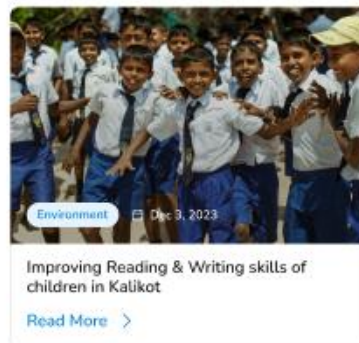 Environment
Dec 3, 2023
Improving Reading & Writing skills of
children in Kalikot
Read More